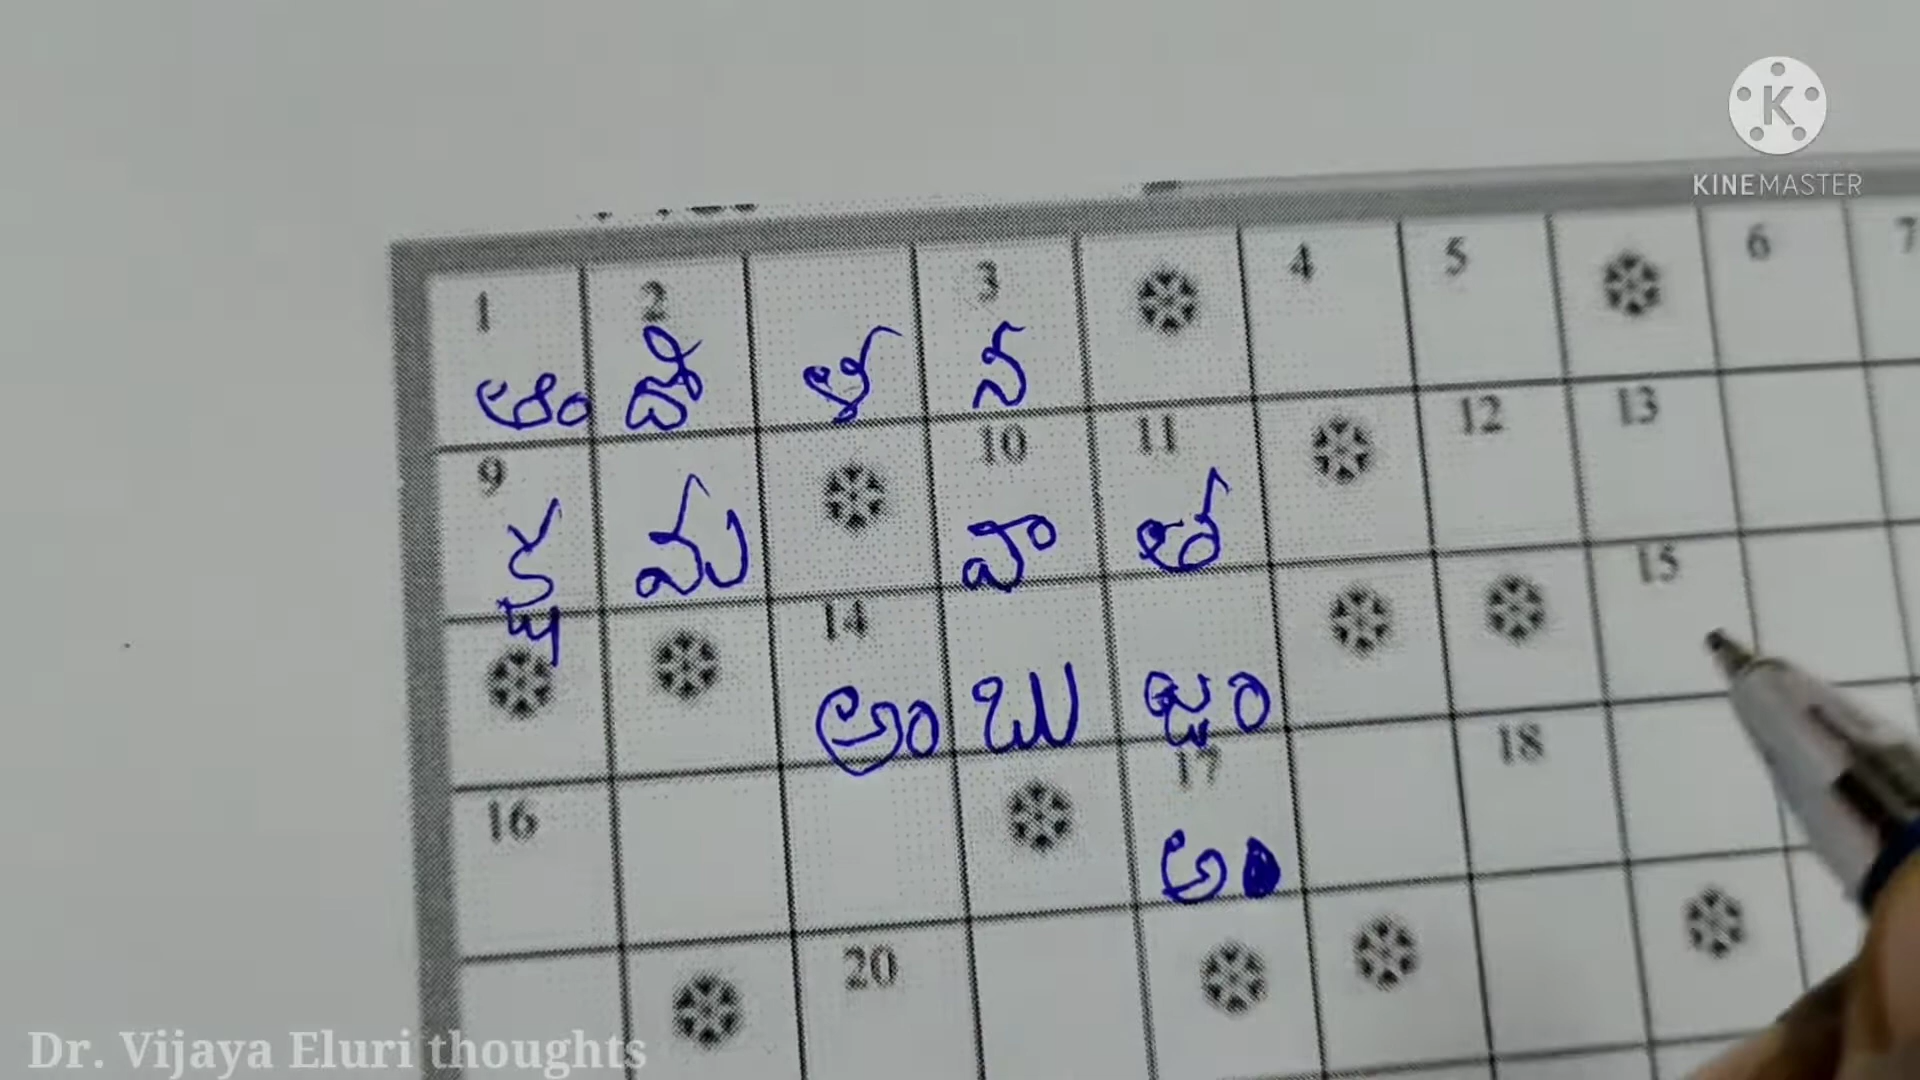 KINEMASTER
1 2 3 4 5 6 7
ఆం దో ళ న
9 10 11 12 13
క్ష మ వా త
14 15
అం బు జం
16 17 18
అం
20
Dr. Vijaya Eluri thoughts